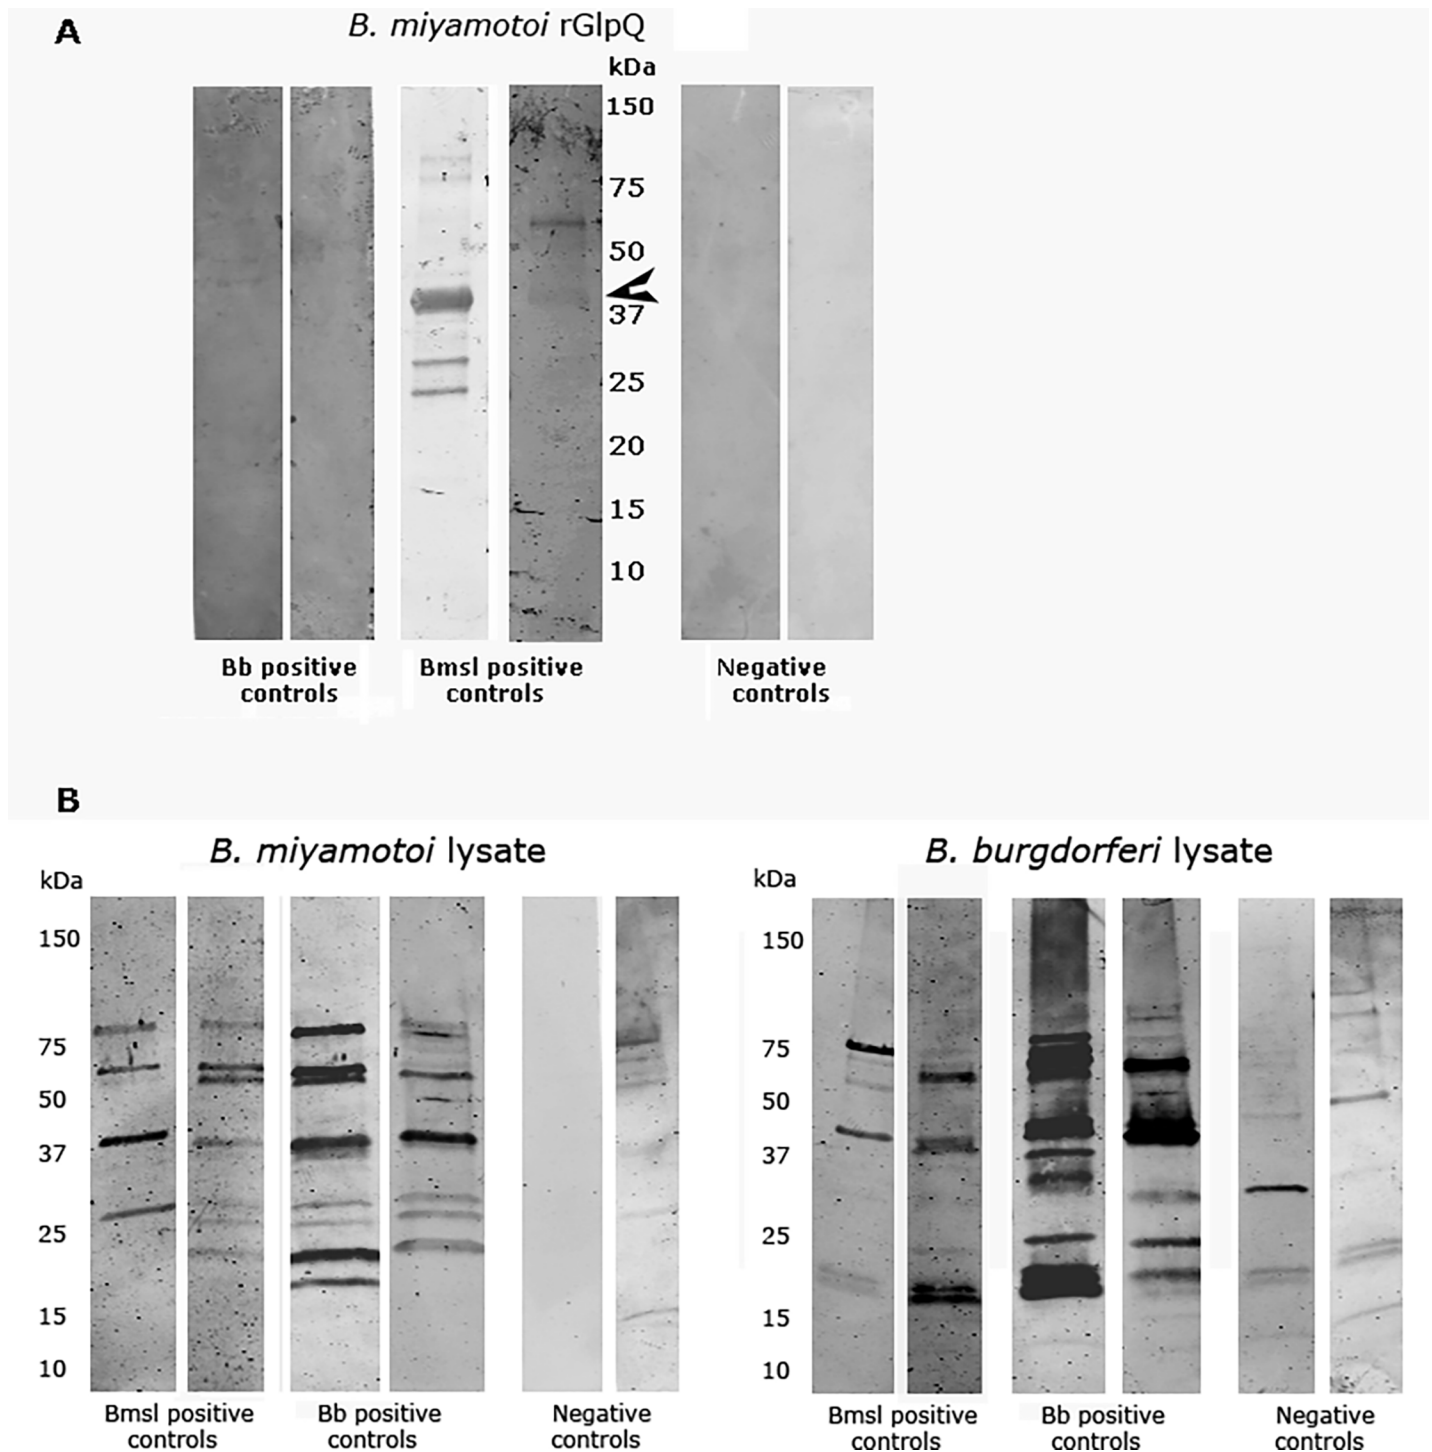 A
B. miyamotoi rGlpQ
kDa
150
75
50
37
25
20
15
10
Bb positive
controls
Bmsl positive
controls
Negative
controls
B
B. miyamotoi lysate
kDa
150
75
50
37
25
15
10
Bmsl positive
controls
Bb positive
controls
Negative
controls
B. burgdorferi lysate
kDa
150
75
50
37
25
15
10
Bmsl positive
controls
Bb positive
controls
Negative
controls